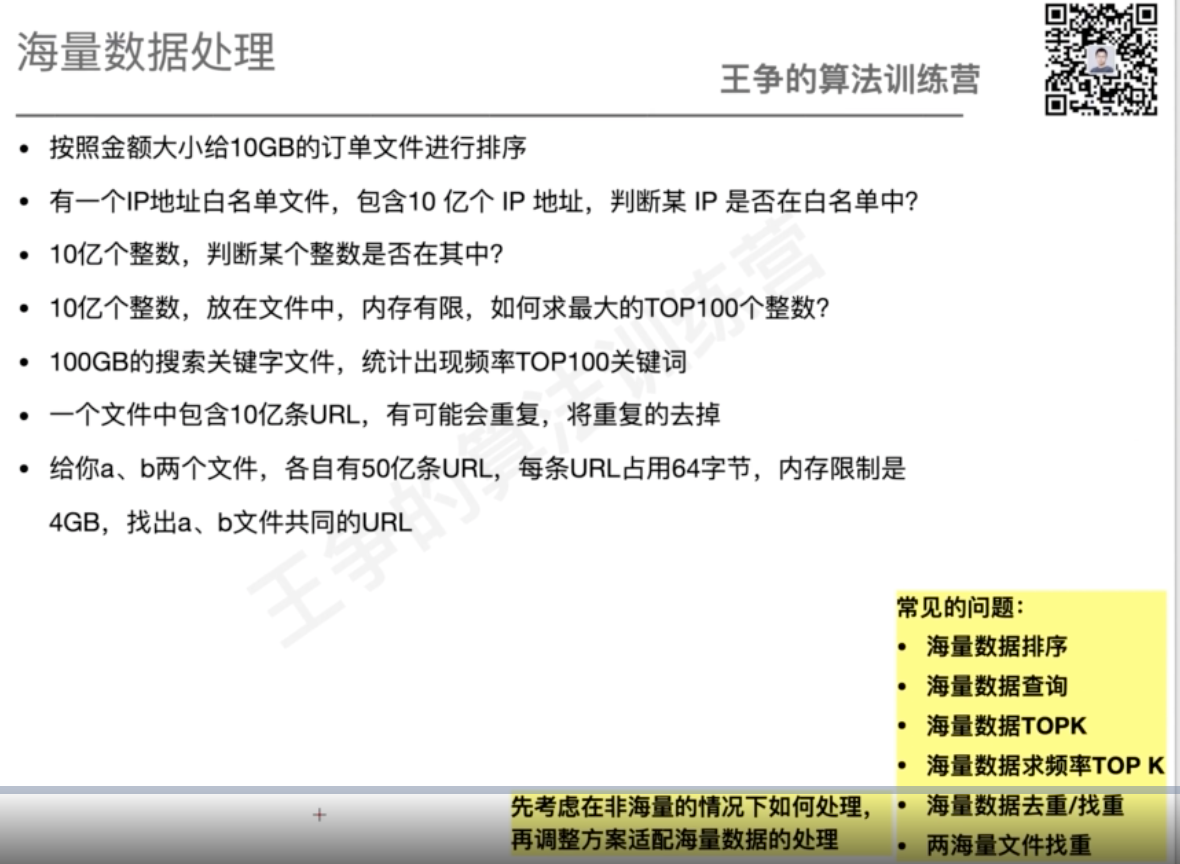 海量数据处理
王争的算法训练营
• 按照金额大小给10GB的订单文件进行排序
• 有一个IP地址白名单文件，包含10 亿个 IP 地址，判断某 IP 是否在白名单中?
• 10亿个整数，判断某个整数是否在其中?
• 10亿个整数，放在文件中，内存有限，如何求最大的TOP100个整数?
• 100GB的搜索关键字文件，统计出现频率TOP100关键词
• 一个文件中包含10亿条URL，有可能会重复，将重复的去掉
• 给你a、b两个文件，各自有50亿条URL，每条URL占用64字节，内存限制是
4GB，找出a、b文件共同的URL
王争的算法训练营
常见的问题：
• 海量数据排序
• 海量数据查询
• 海量数据TOPK
• 海量数据求频率TOP K
• 海量数据去重/找重
• 两海量文件找重
先考虑在非海量的情况下如何处理，
再调整方案适配海量数据的处理